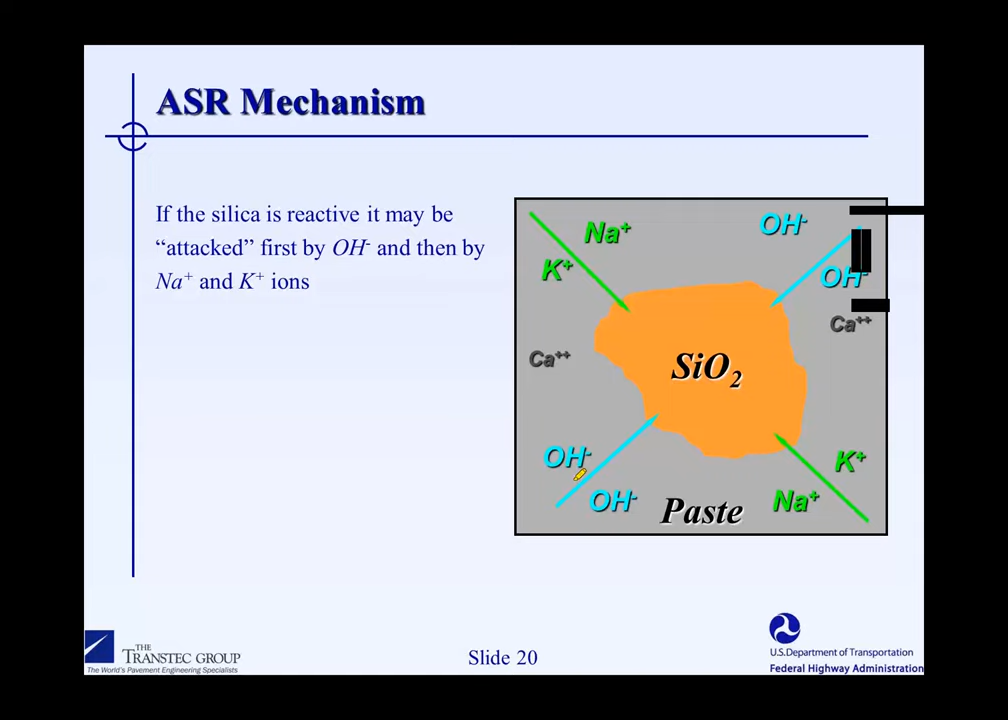 ASR Mechanism
If the silica is reactive it may be
“attacked” first by OH- and then by
Na+ and K+ ions
Na+
OH-
K+
OH-
Ca++
Ca++
SiO2
OH-
K+
OH-
Na+
Paste
THE
TRANSTEC GROUP
The World's Pavement Engineering Specialists
Slide 20
U.S.Department of Transportation
Federal Highway Administration